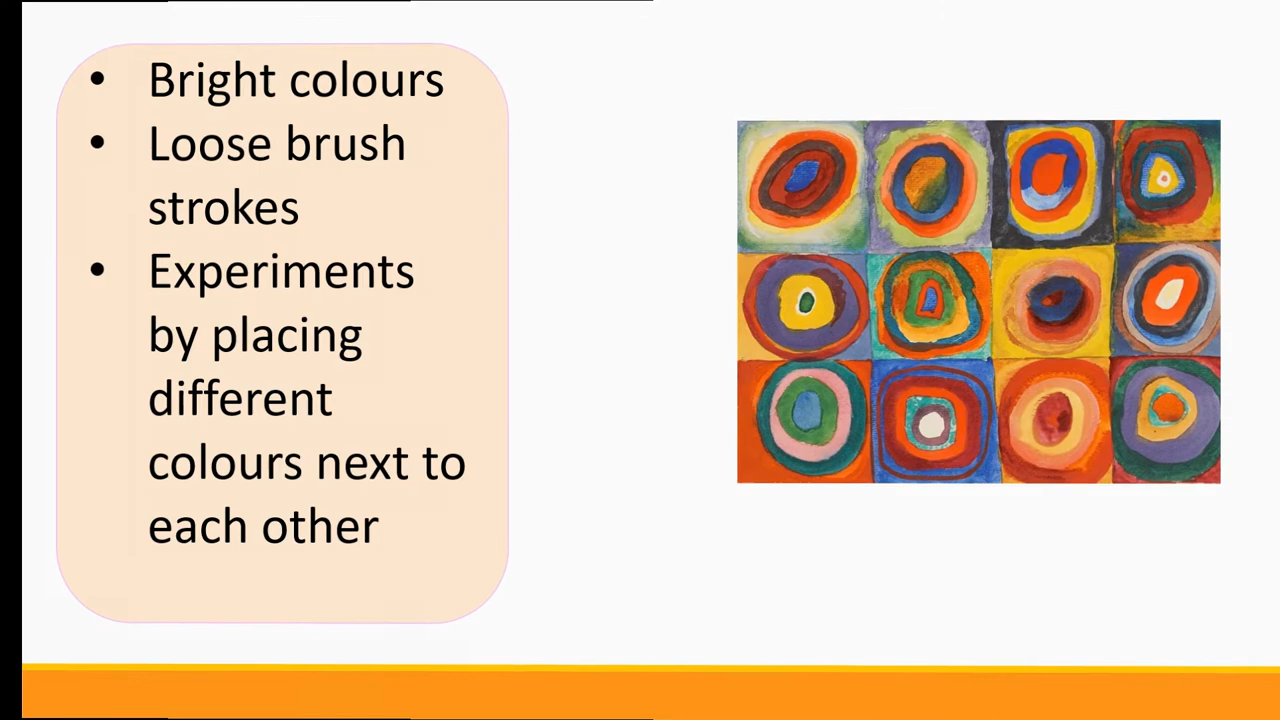 • Bright colours
• Loose brush
strokes
• Experiments
by placing
different
colours next to
each other